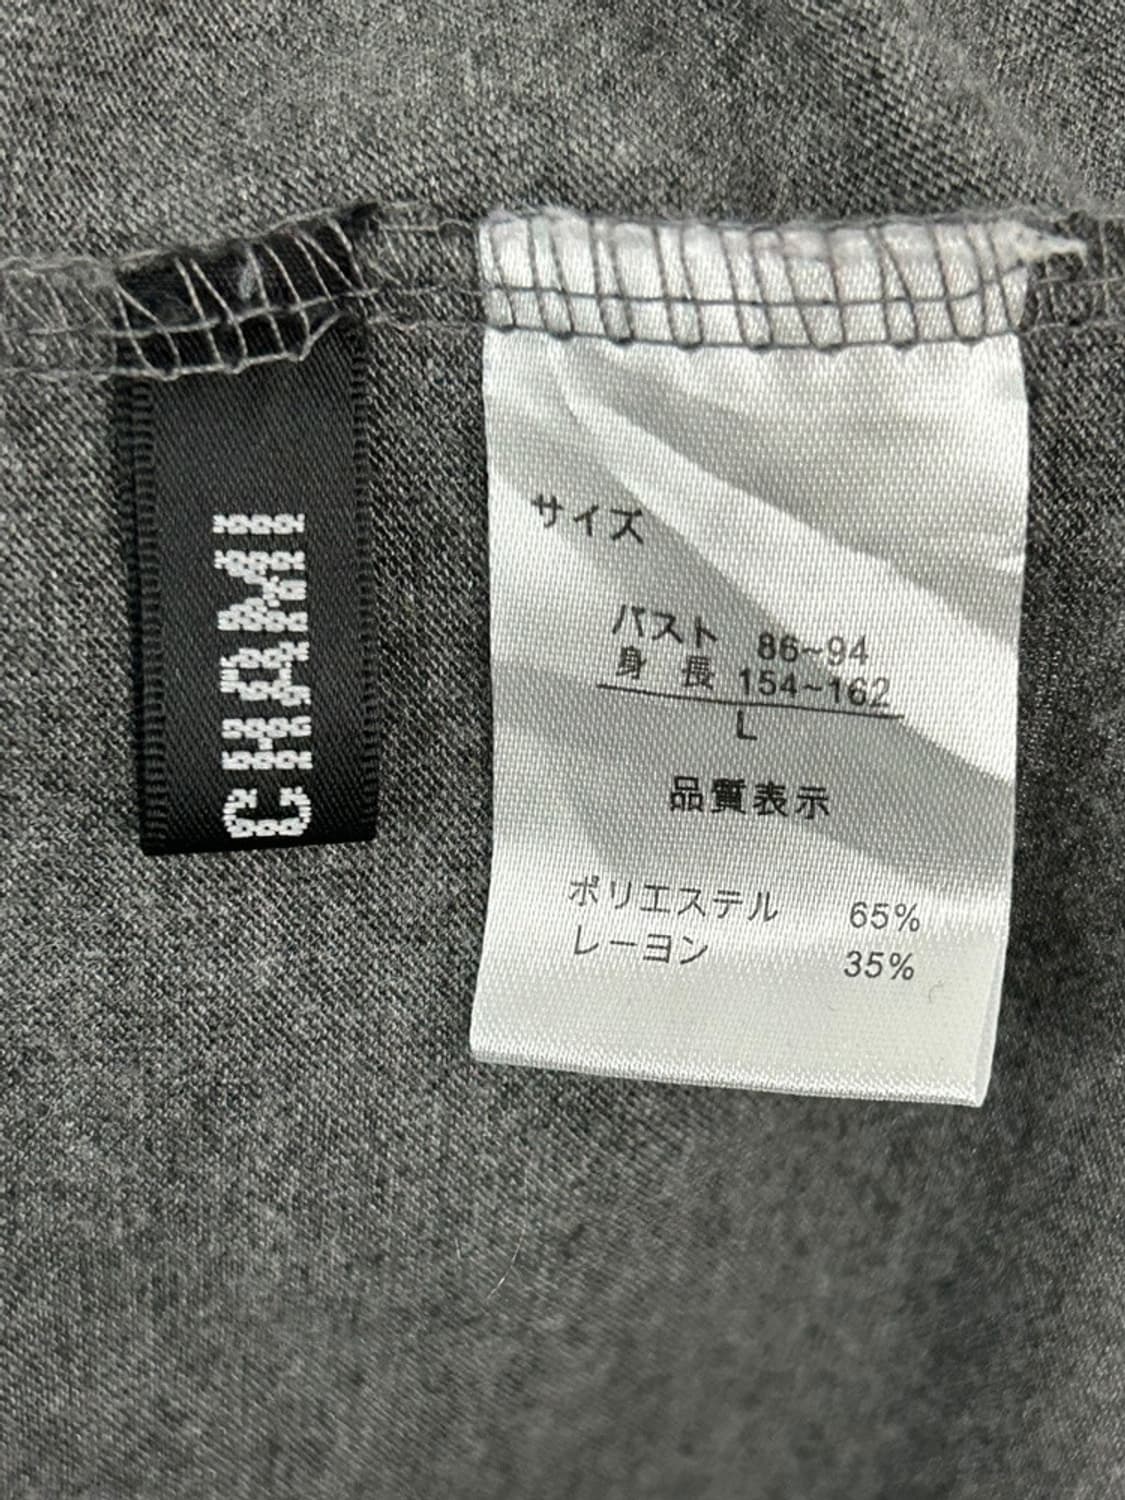 CHAMI
サイズ
バスト 86~94
身 長 154~162
L
品質表示
ポリエステル 65%
レーヨン 35%